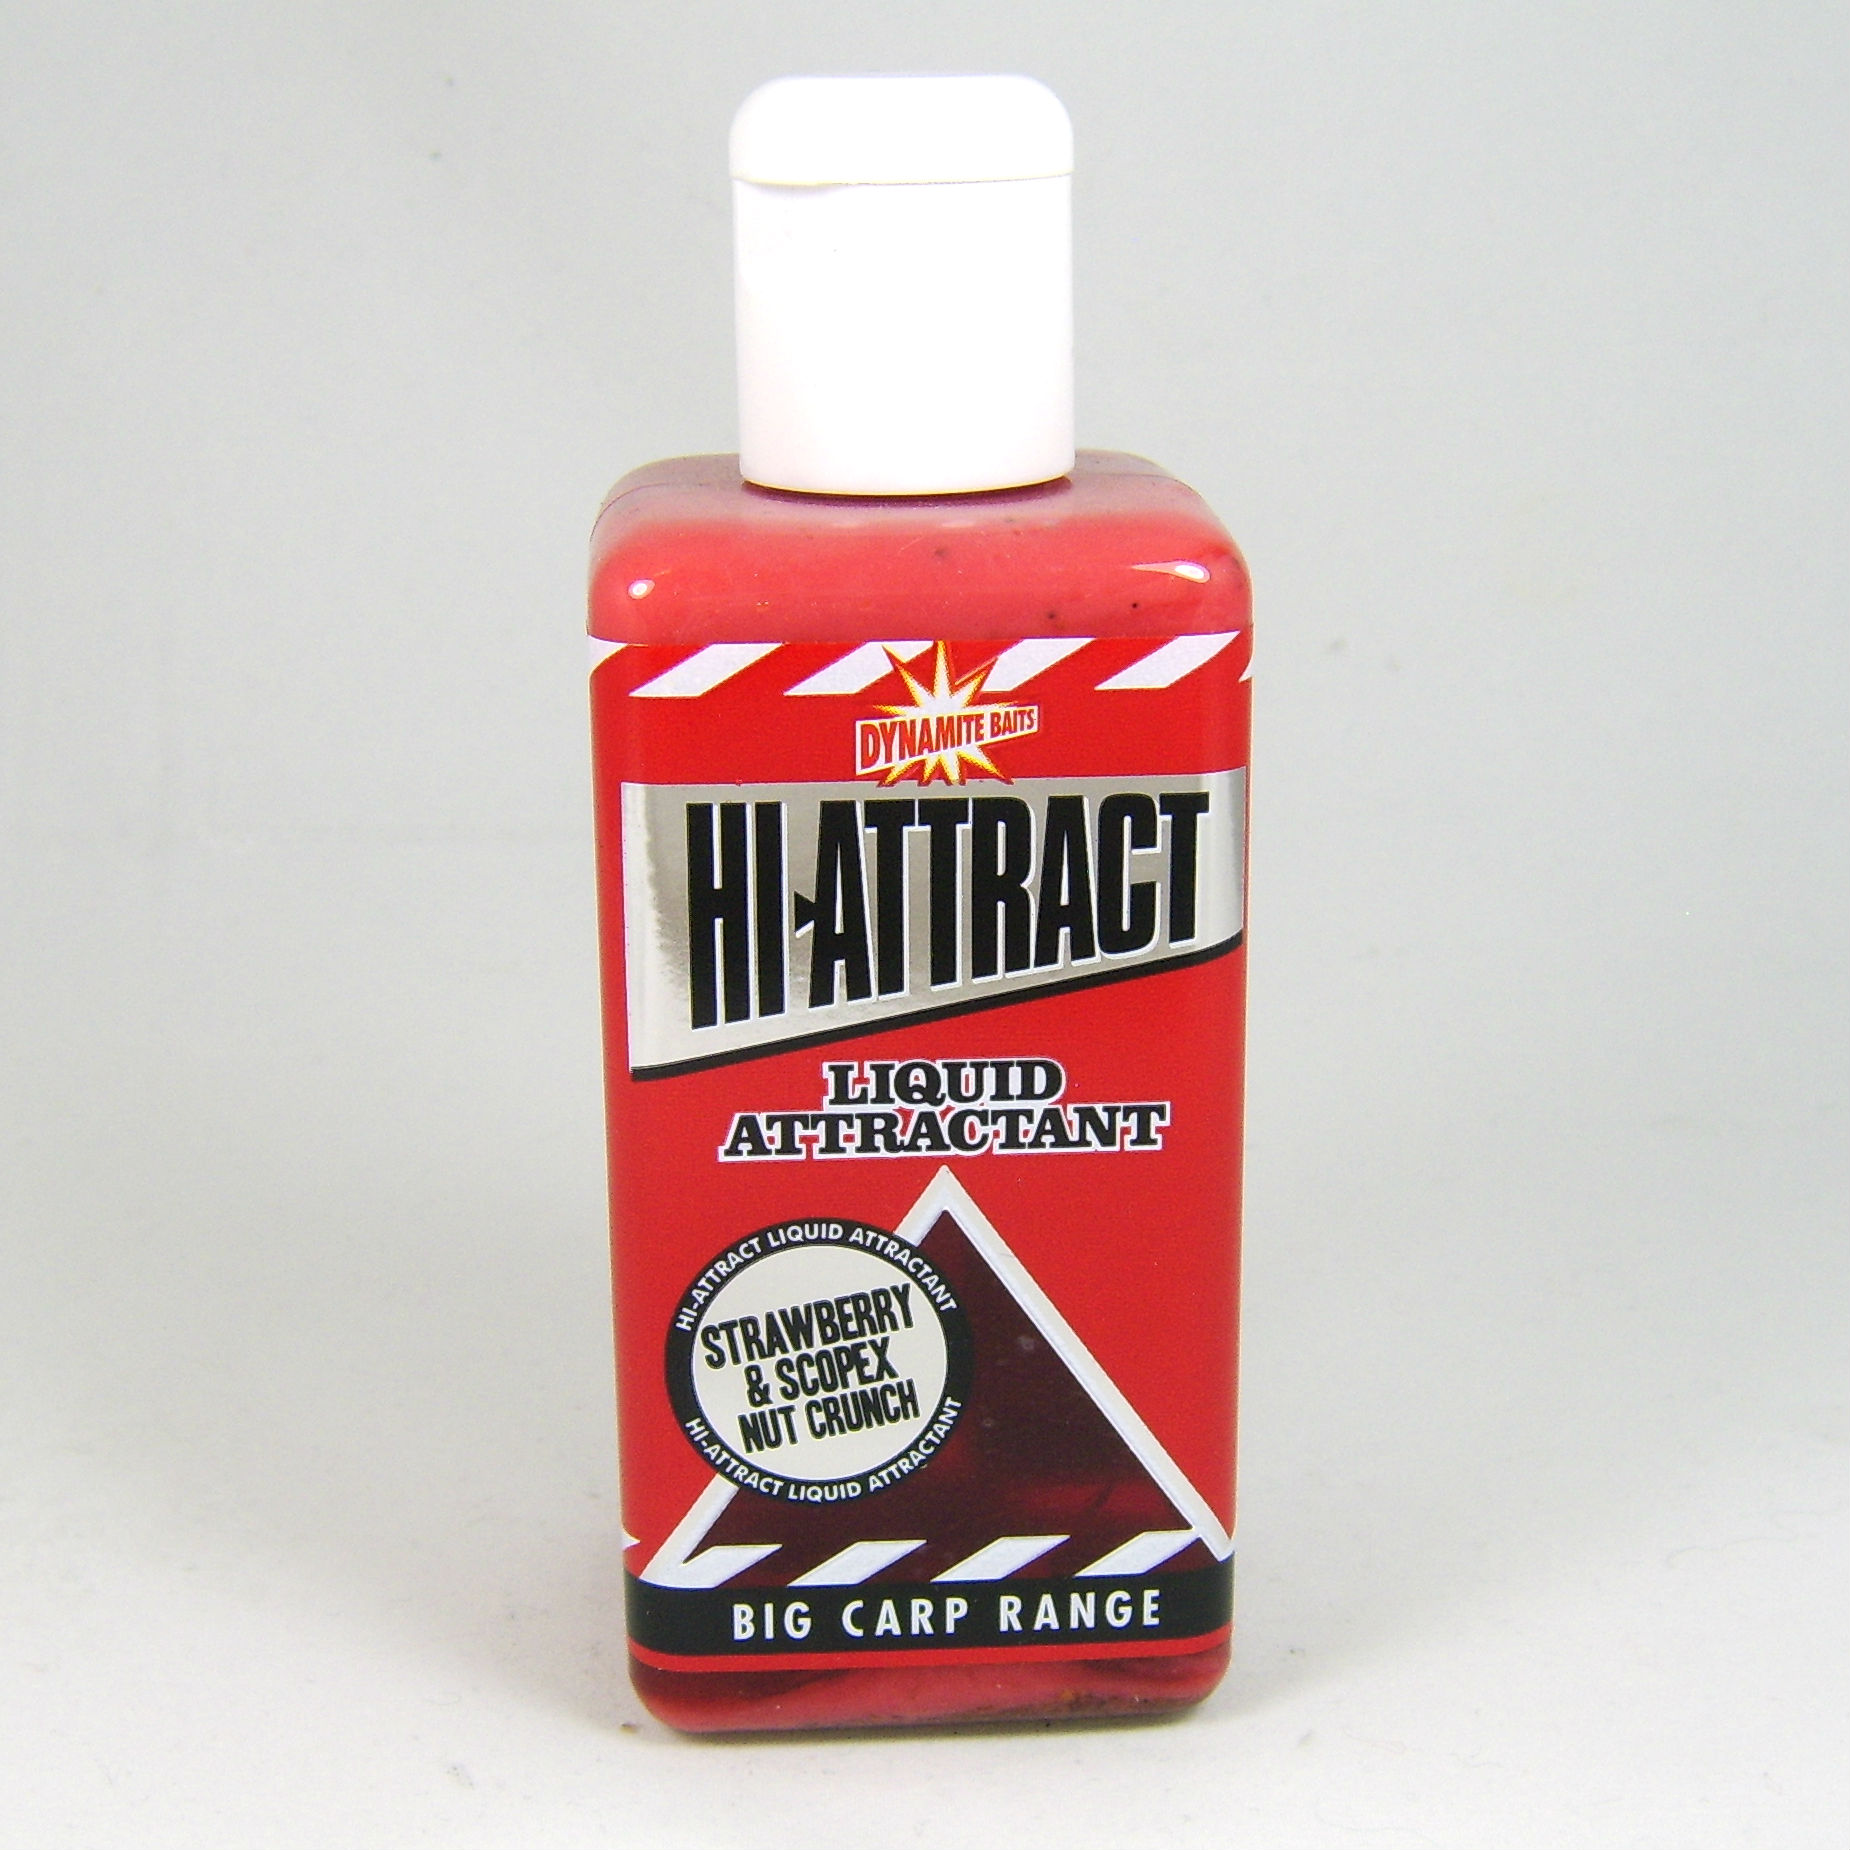 DYNAMITE BAITS
HI-ATTRACT
LIQUID
ATTRACTANT
HI-ATTRACT LIQUID ATTRACTANT
STRAWBERRY
& SCOPEX
NUT CRUNCH
HI-ATTRACT LIQUID ATTRACTANT
BIG CARP RANGE